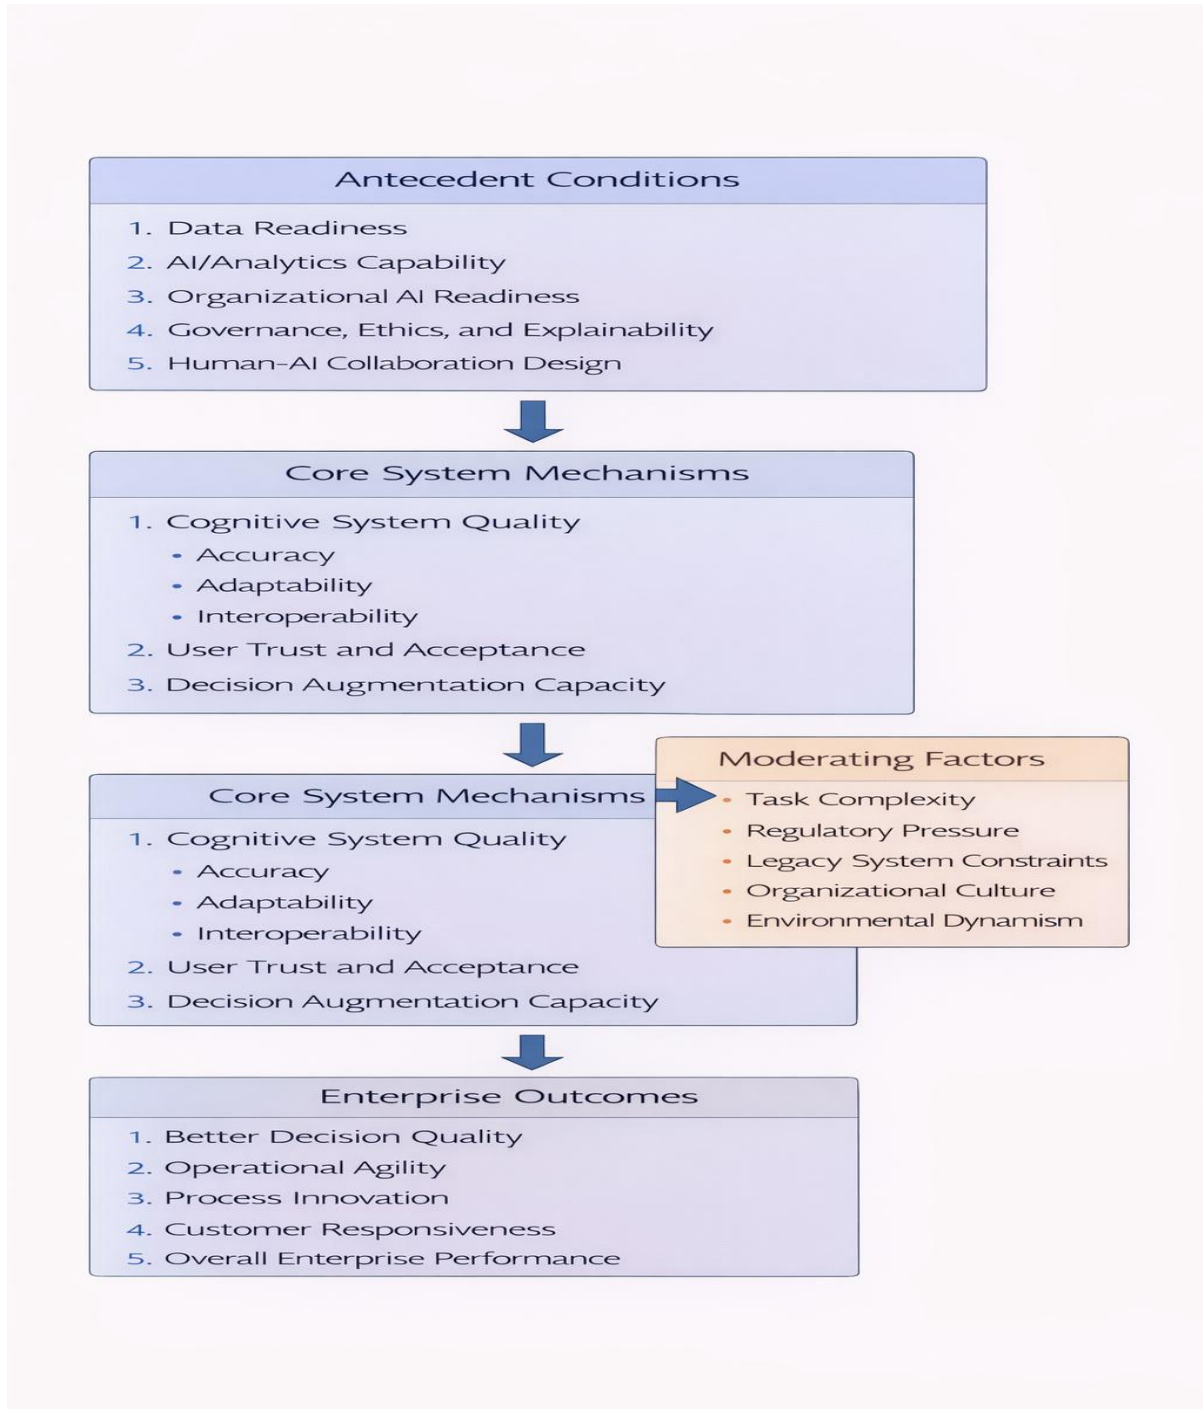 Antecedent Conditions
1. Data Readiness
2. AI/Analytics Capability
3. Organizational AI Readiness
4. Governance, Ethics, and Explainability
5. Human-AI Collaboration Design
Core System Mechanisms
1. Cognitive System Quality
• Accuracy
• Adaptability
• Interoperability
2. User Trust and Acceptance
3. Decision Augmentation Capacity
Core System Mechanisms
1. Cognitive System Quality
• Accuracy
• Adaptability
• Interoperability
2. User Trust and Acceptance
3. Decision Augmentation Capacity
Moderating Factors
• Task Complexity
• Regulatory Pressure
• Legacy System Constraints
• Organizational Culture
• Environmental Dynamism
Enterprise Outcomes
1. Better Decision Quality
2. Operational Agility
3. Process Innovation
4. Customer Responsiveness
5. Overall Enterprise Performance